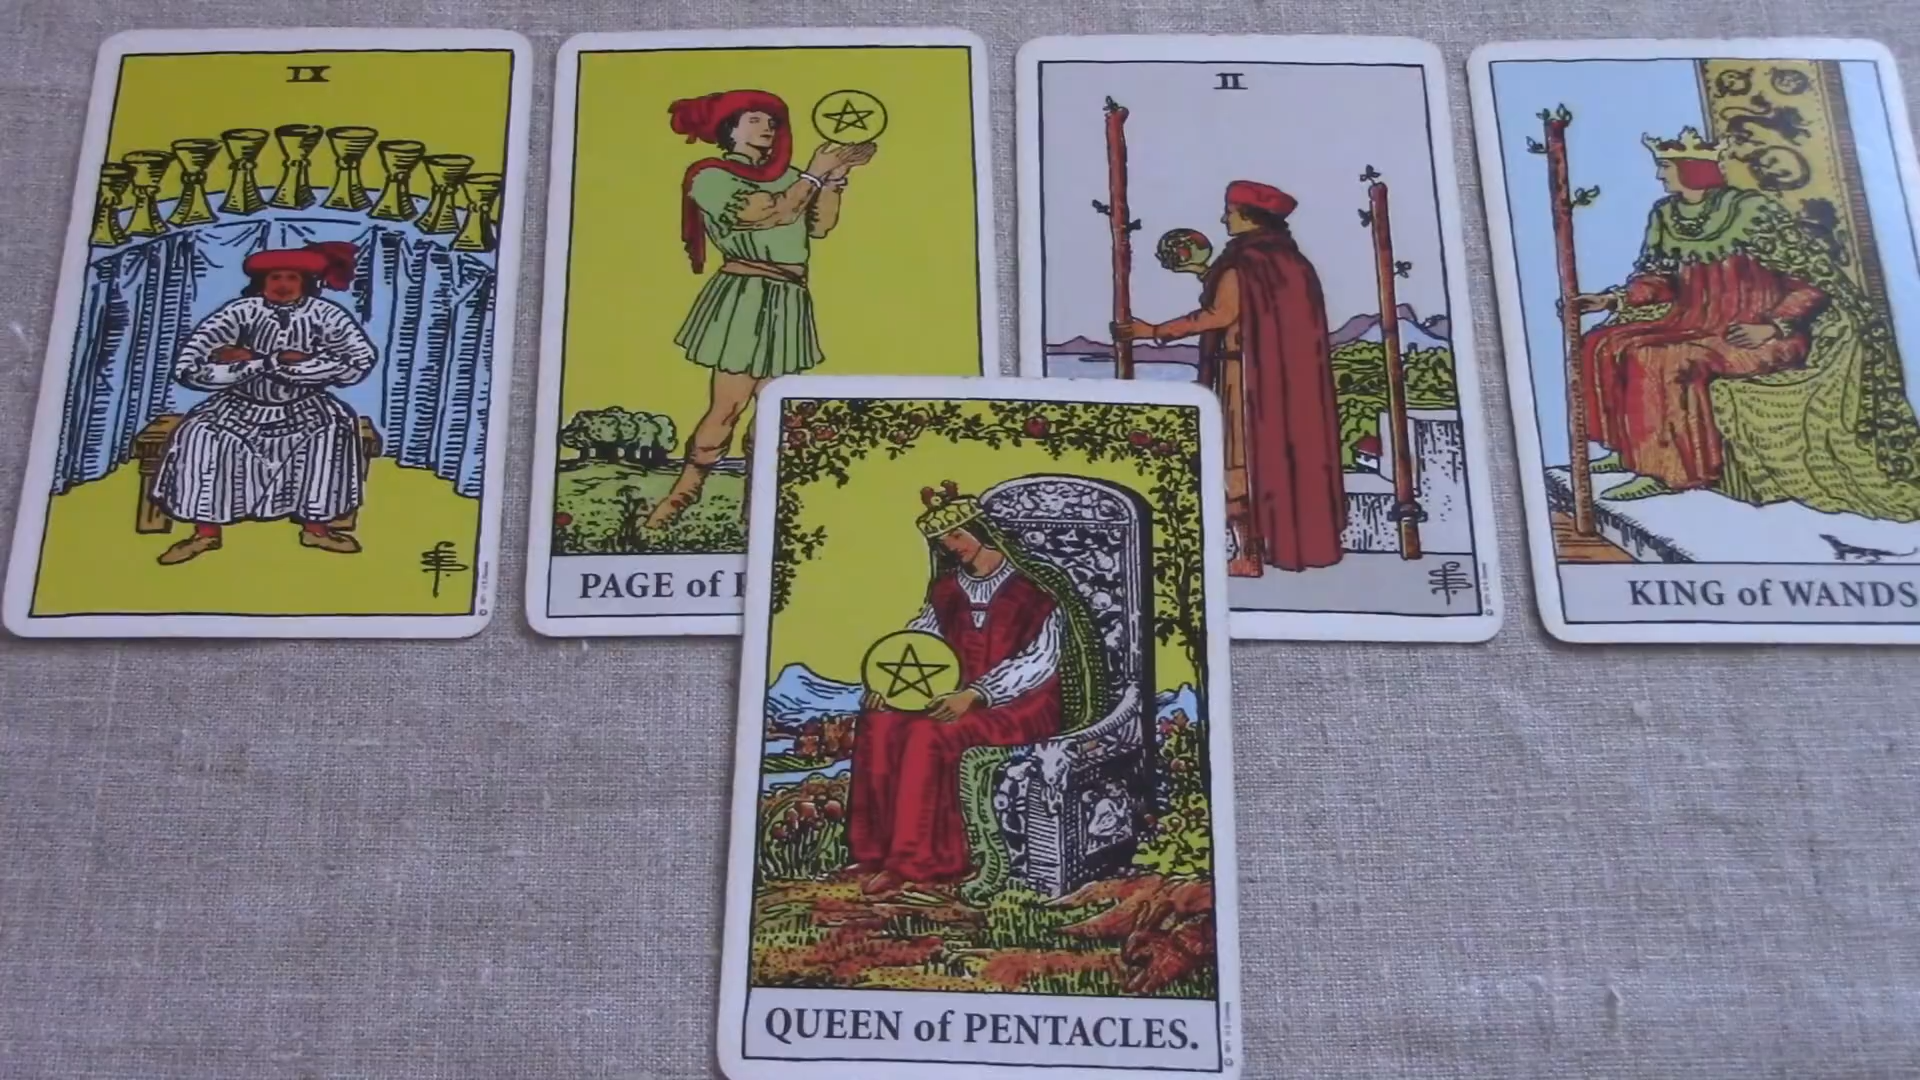 IX
II
PAGE of
KING of WANDS
QUEEN of PENTACLES.